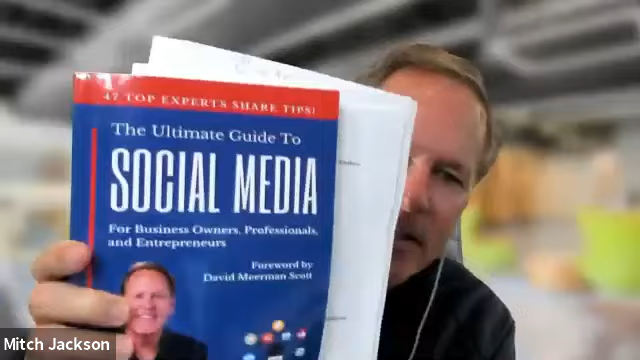 47 TOP EXPERTS SHARE TIPS!
The Ultimate Guide To
SOCIAL MEDIA
For Business Owners, Professionals,
and Entrepreneurs
Foreword by
David Meerman Scott
Mitch Jackson